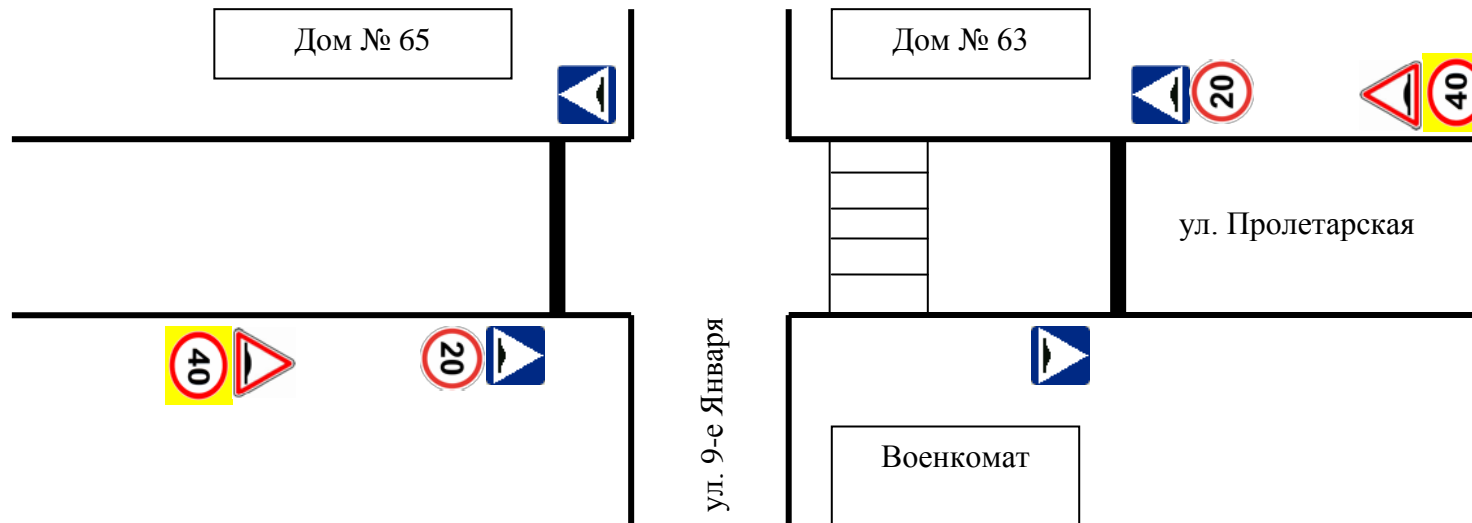 Дом № 65
Дом № 63
20
40
ул. Пролетарская
40
20
ул. 9-е Января
Военкомат